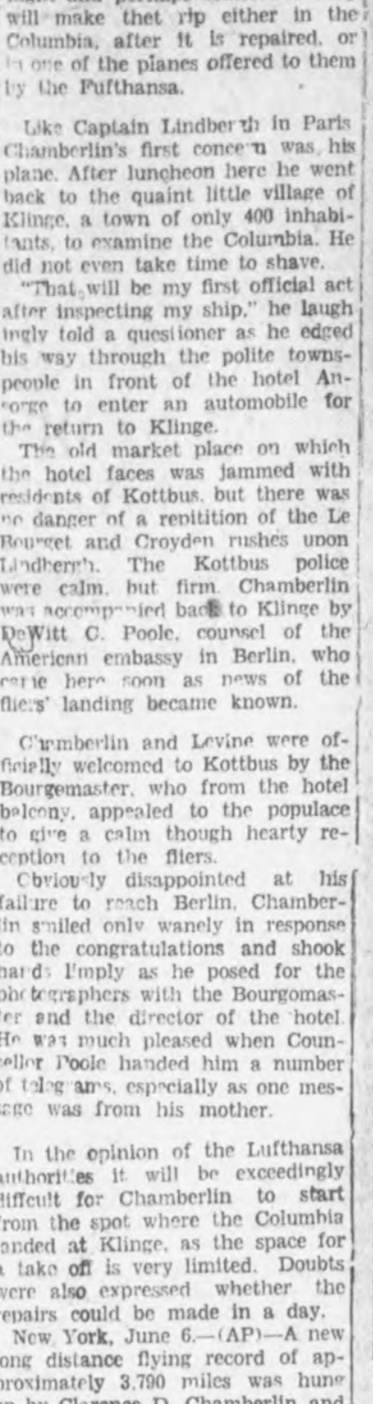 will make thet rip either in the
Columbia, after it is repaired, or
one of the planes offered to them
by the Fufthansa.
Like Captain Lindbergh in Paris
Chamberlin's first concern was his
plane. After luncheon here he went
back to the quaint little village of
Klinge, a town of only 400 inhabi-
tants, to examine the Columbia. He
did not even take time to shave.
"That will be my first official act
after inspecting my ship," he laugh
ingly told a questioner as he edged
his way through the polite towns-
people in front of the hotel An-
sorge to enter an automobile for
the return to Klinge.
The old market place on which
the hotel faces was jammed with
residents of Kottbus, but there was
no danger of a repitition of the Le
Bourget and Croyden rushes upon
Lindbergh. The Kottbus police
were calm, but firm. Chamberlin
was accompanied back to Klinge by
DeWitt C. Poole, counsel of the
American embassy in Berlin, who
came here soon as news of the
fliers' landing became known.
Chamberlin and Levine were of-
ficially welcomed to Kottbus by the
Bourgemaster, who from the hotel
balcony, appealed to the populace
to give a calm though hearty re-
ception to the fliers.
Obviously disappointed at his
failure to reach Berlin, Chamber-
lin smiled only wanely in response
to the congratulations and shook
hands limply as he posed for the
photographers with the Bourgomas-
ter and the director of the hotel.
He was much pleased when Coun-
sellor Poole handed him a number
of telegrams, especially as one mes-
sage was from his mother.
In the opinion of the Lufthansa
authorities it will be exceedingly
diffcult for Chamberlin to start
from the spot where the Columbia
landed at Klinge, as the space for
a take off is very limited. Doubts
were also expressed whether the
repairs could be made in a day.
New York, June 6.—(AP)—A new
long distance flying record of ap-
proximately 3,790 miles was hung
up by Clarence D. Chamberlin and